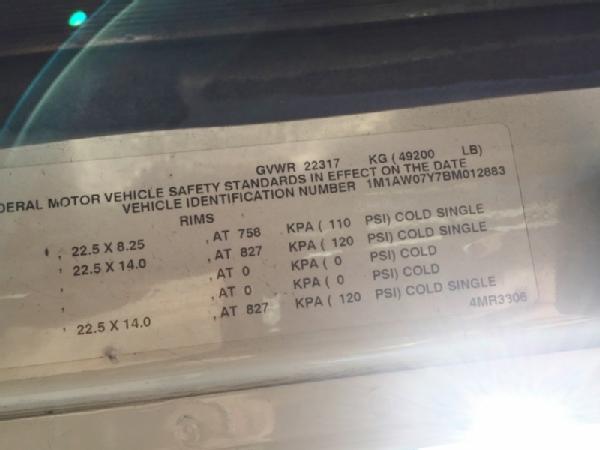 GVWR 22317 KG ( 49200 LB)
DERAL MOTOR VEHICLE SAFETY STANDARDS IN EFFECT ON THE DATE
VEHICLE IDENTIFICATION NUMBER 1M1AW07Y7BM012883
RIMS
, 22.5 X 8.25 , AT 758 KPA ( 110 PSI) COLD SINGLE
, 22.5 X 14.0 , AT 827 KPA ( 120 PSI) COLD SINGLE
, , AT 0 KPA ( 0 PSI) COLD
, , AT 0 KPA ( 0 PSI) COLD
, 22.5 X 14.0 , AT 827 KPA ( 120 PSI) COLD SINGLE
4MR3306